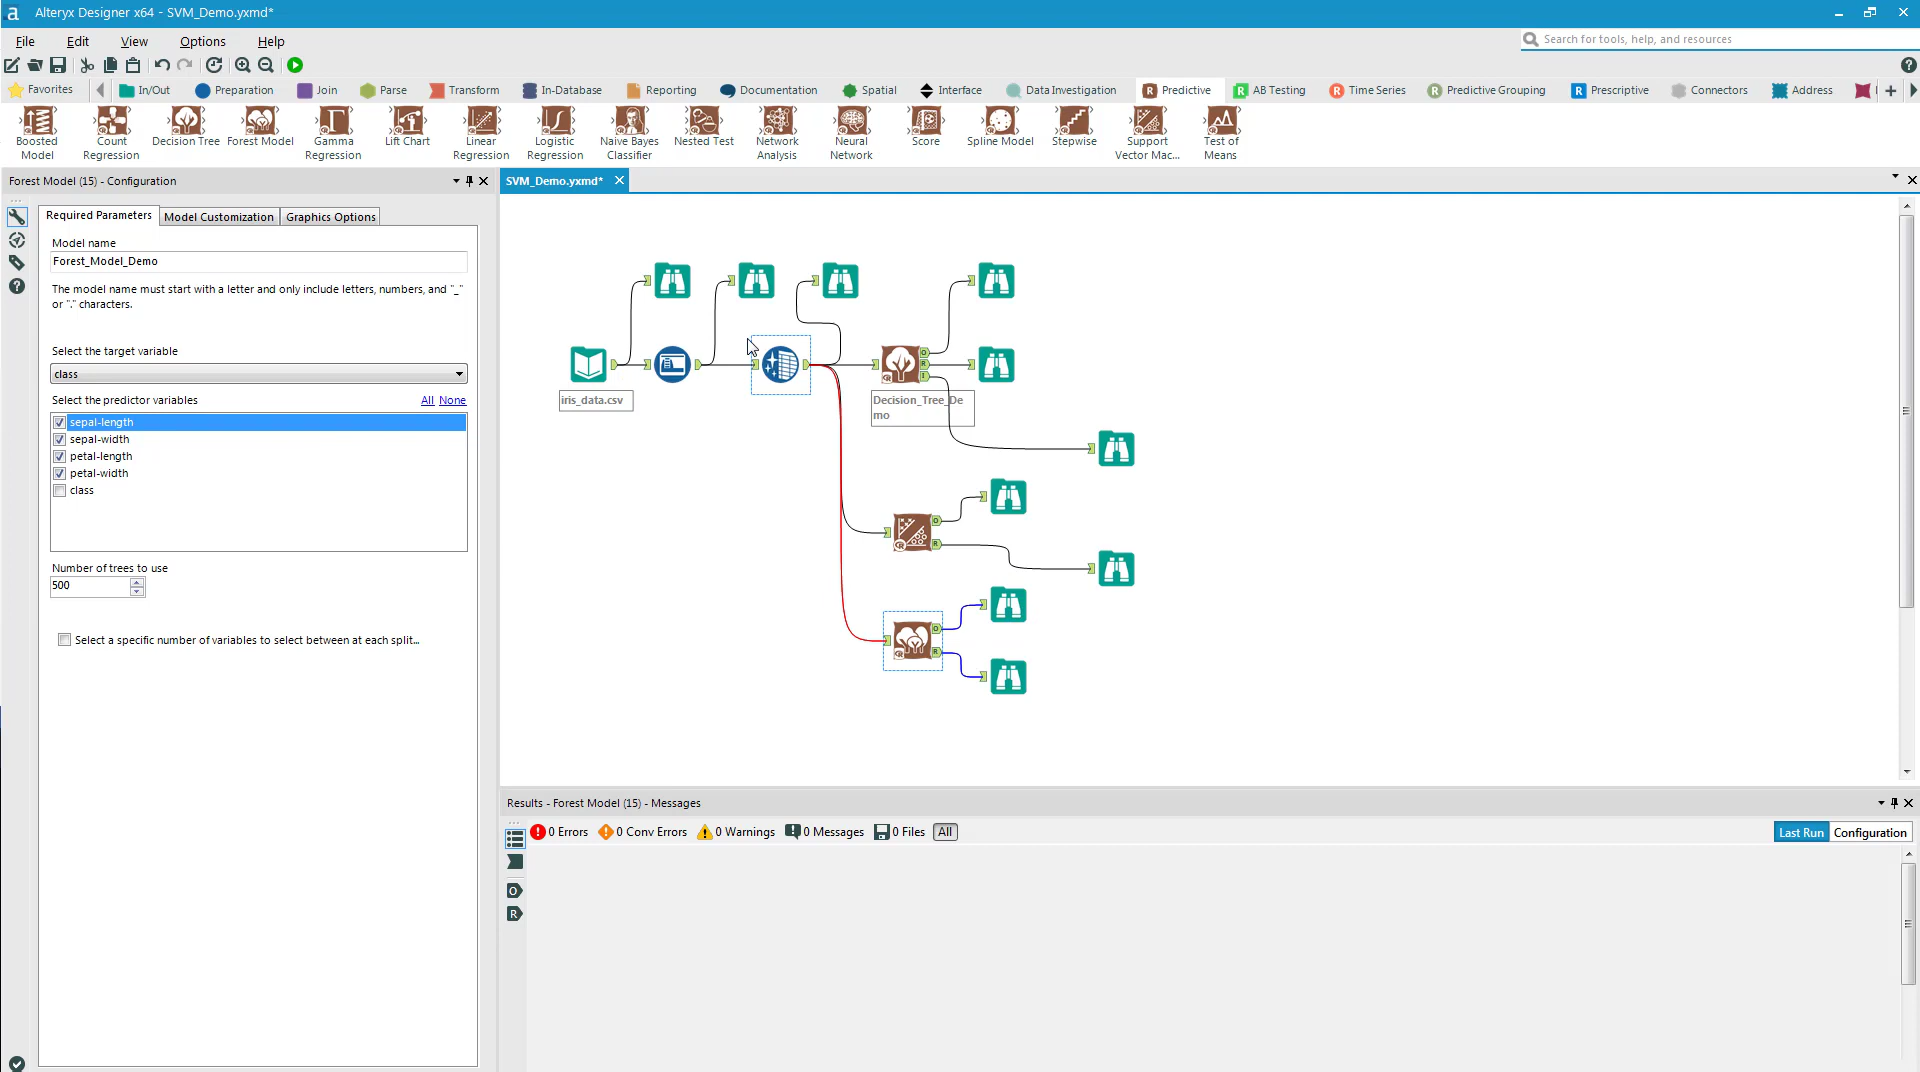 Alteryx Designer x64 - SVM_Demo.yxmd*
File Edit View Options Help
Search for tools, help, and resources
Favorites In/Out Preparation Join Parse Transform In-Database Reporting Documentation Spatial Interface Data Investigation Predictive AB Testing Time Series Predictive Grouping Prescriptive Connectors Address
Boosted Model
Count Regression
Decision Tree
Forest Model
Gamma Regression
Lift Chart
Linear Regression
Logistic Regression
Naive Bayes Classifier
Nested Test
Network Analysis
Neural Network
Score
Spline Model
Stepwise
Support Vector Mac...
Test of Means
Forest Model (15) - Configuration
SVM_Demo.yxmd*
Required Parameters Model Customization Graphics Options
Model name
Forest_Model_Demo
The model name must start with a letter and only include letters, numbers, and "_"
or "." characters.
Select the target variable
class
Select the predictor variables All None
sepal-length
sepal-width
petal-length
petal-width
class
Number of trees to use
500
Select a specific number of variables to select between at each split...
iris_data.csv
Decision_Tree_De
mo
O
R
I
O
R
O
R
Results - Forest Model (15) - Messages
0 Errors 0 Conv Errors 0 Warnings 0 Messages 0 Files All
Last Run Configuration
O
R